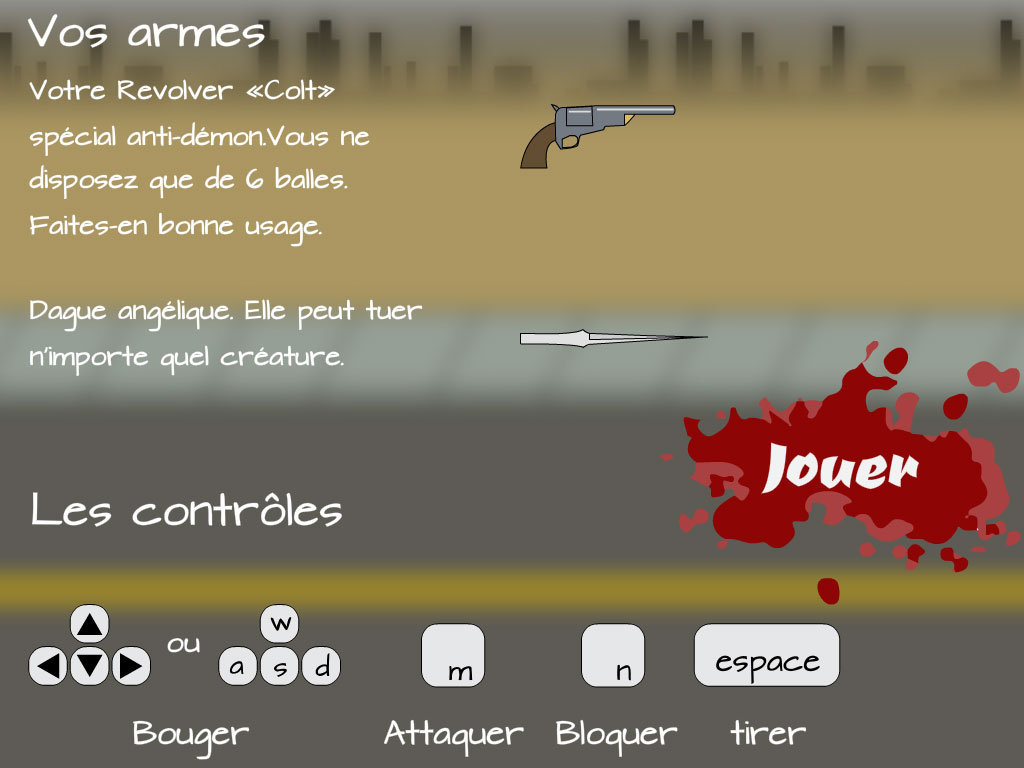 Vos armes
Votre Revolver «Colt»
spécial anti-démon.Vous ne
disposez que de 6 balles.
Faites-en bonne usage.
Dague angélique. Elle peut tuer
n'importe quel créature.
Jouer
Les contrôles
w
ou
a s d
m
n
espace
Bouger
Attaquer
Bloquer
tirer